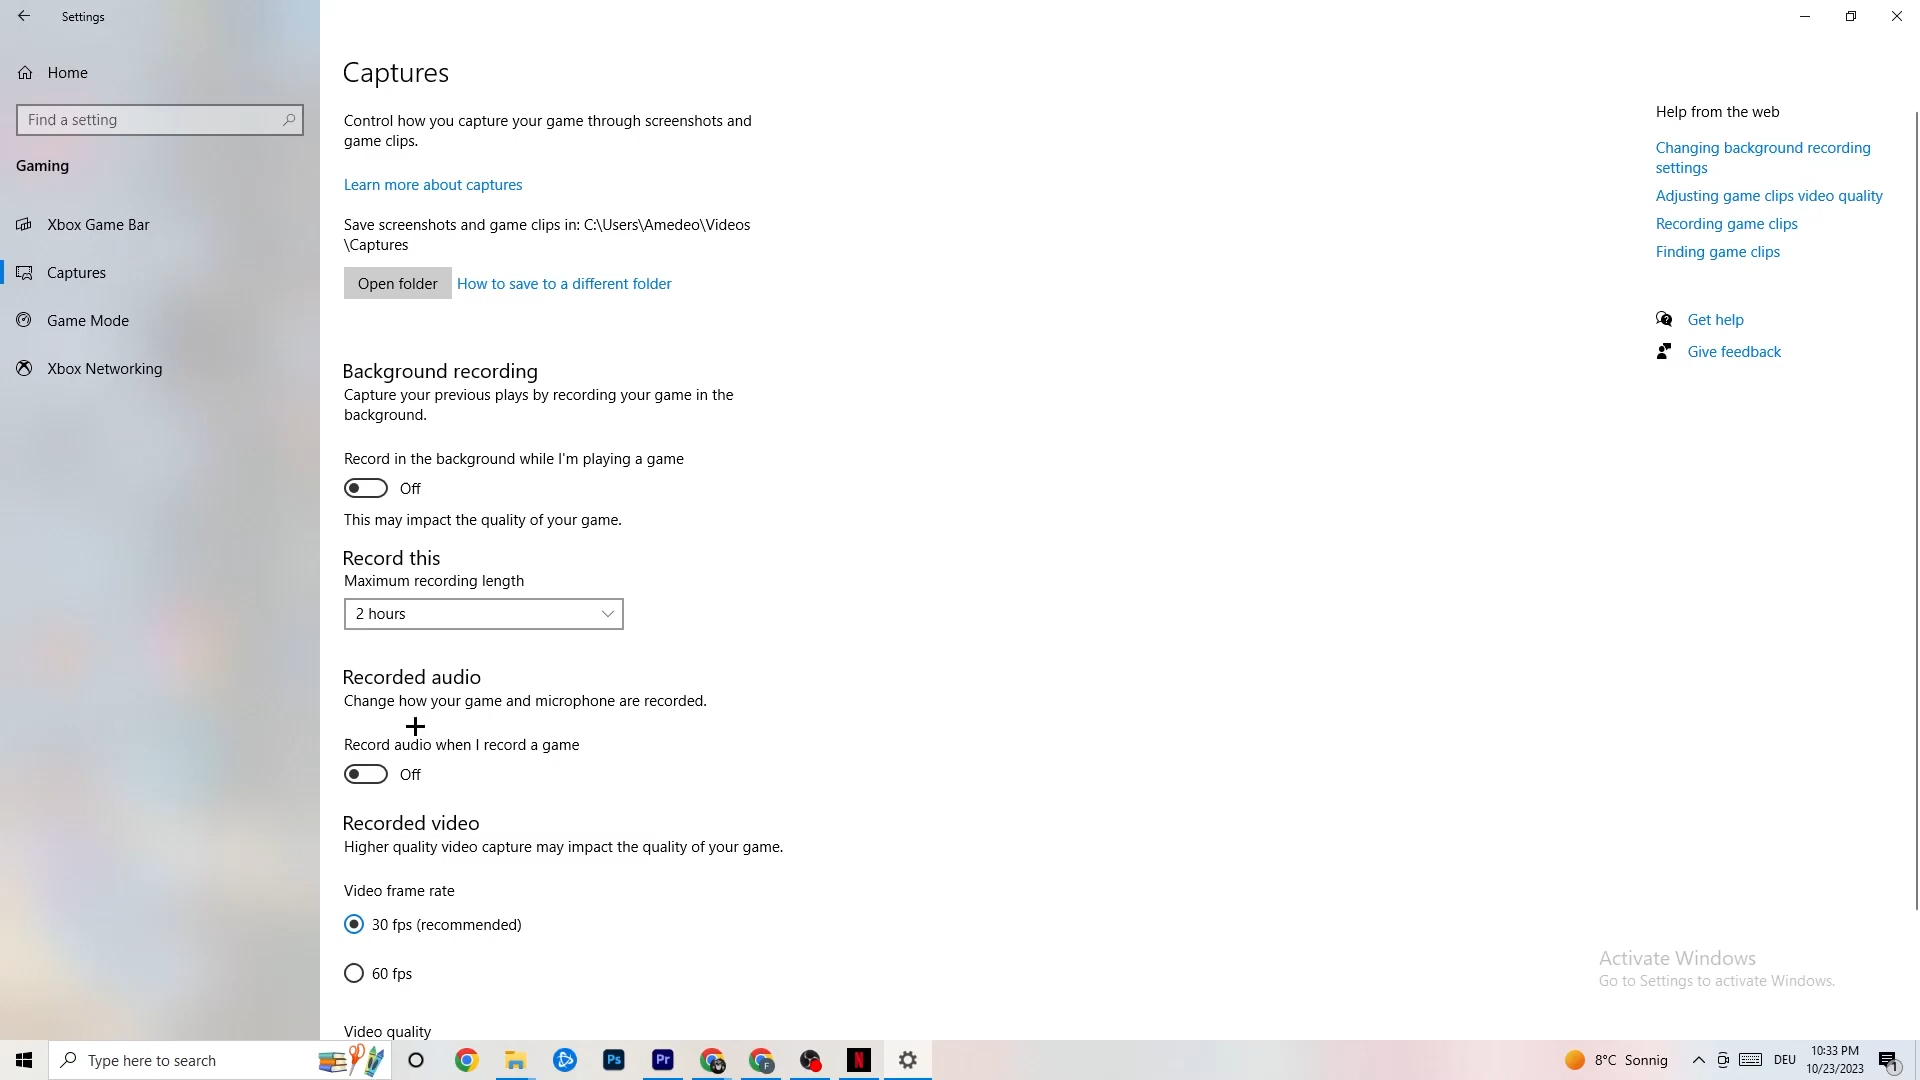 Settings
Home
Find a setting
Gaming
Xbox Game Bar
Captures
Game Mode
Xbox Networking
Captures
Control how you capture your game through screenshots and
game clips.
Learn more about captures
Save screenshots and game clips in: C:\Users\Amedeo\Videos
\Captures
Open folder
How to save to a different folder
Background recording
Capture your previous plays by recording your game in the
background.
Record in the background while I'm playing a game
Off
This may impact the quality of your game.
Record this
Maximum recording length
2 hours
Recorded audio
Change how your game and microphone are recorded.
Record audio when I record a game
Off
Recorded video
Higher quality video capture may impact the quality of your game.
Video frame rate
30 fps (recommended)
60 fps
Video quality
Help from the web
Changing background recording
settings
Adjusting game clips video quality
Recording game clips
Finding game clips
Get help
Give feedback
Activate Windows
Go to Settings to activate Windows.
Type here to search
Ps
Pr
F
N
8°C Sonnig
DEU
10:33 PM
10/23/2023
1